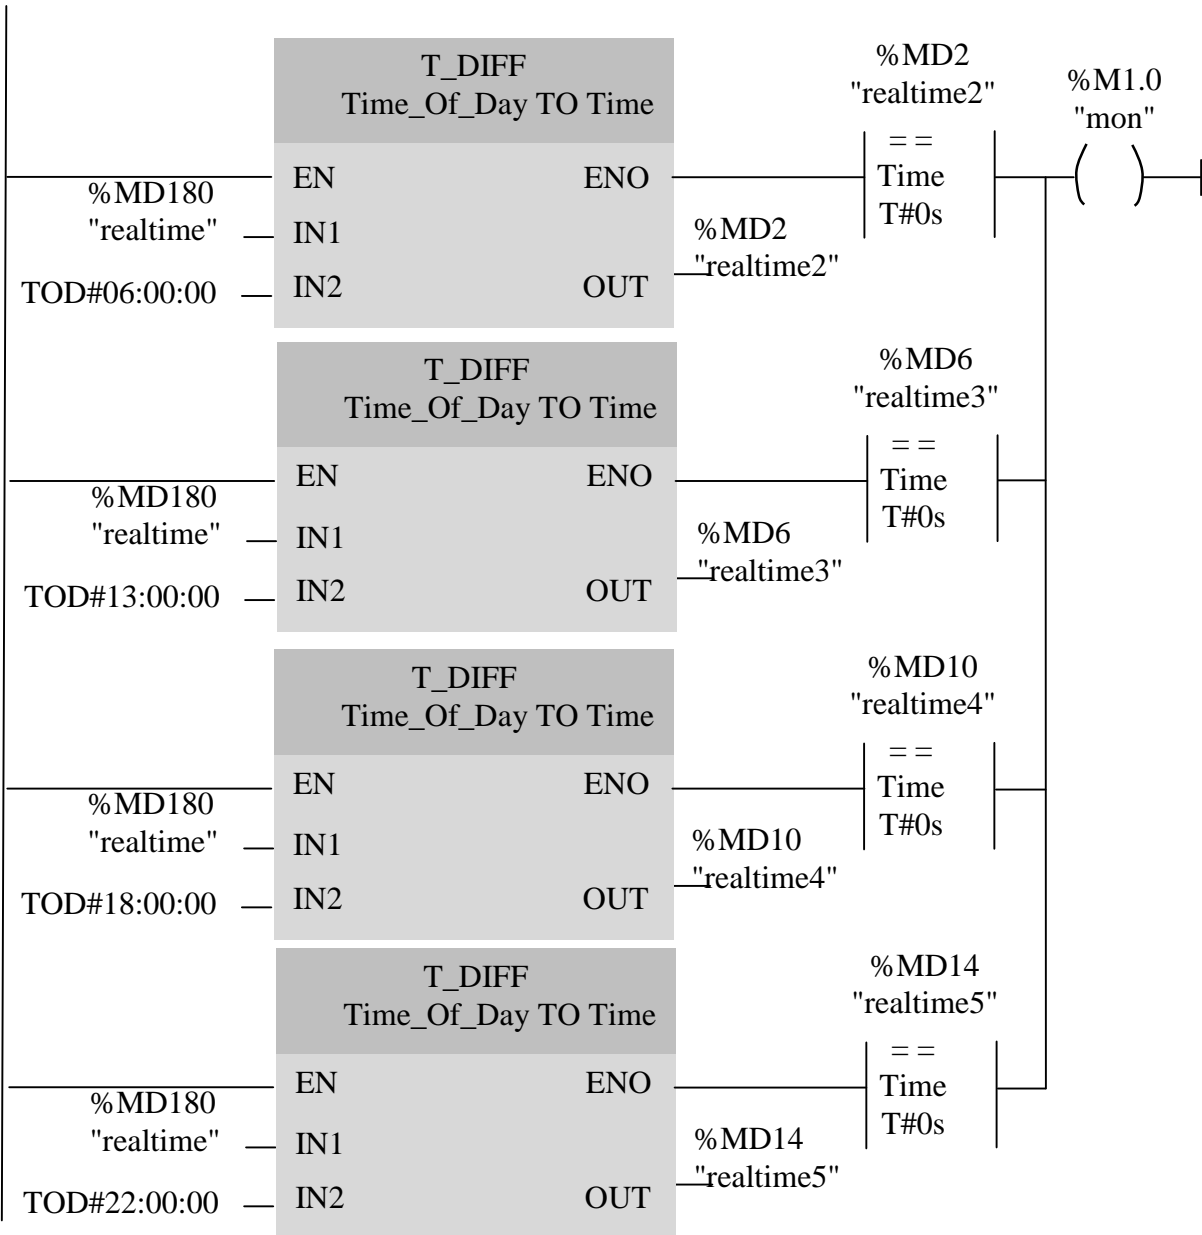 T_DIFF
Time_Of_Day TO Time
%MD2
"realtime2"
%M1.0
"mon"
EN
ENO
= =
Time
T#0s
%MD180
"realtime"
IN1
%MD2
"realtime2"
TOD#06:00:00
IN2
OUT
T_DIFF
Time_Of_Day TO Time
%MD6
"realtime3"
EN
ENO
= =
Time
T#0s
%MD180
"realtime"
IN1
%MD6
"realtime3"
TOD#13:00:00
IN2
OUT
T_DIFF
Time_Of_Day TO Time
%MD10
"realtime4"
EN
ENO
= =
Time
T#0s
%MD180
"realtime"
IN1
%MD10
"realtime4"
TOD#18:00:00
IN2
OUT
T_DIFF
Time_Of_Day TO Time
%MD14
"realtime5"
EN
ENO
= =
Time
T#0s
%MD180
"realtime"
IN1
%MD14
"realtime5"
TOD#22:00:00
IN2
OUT